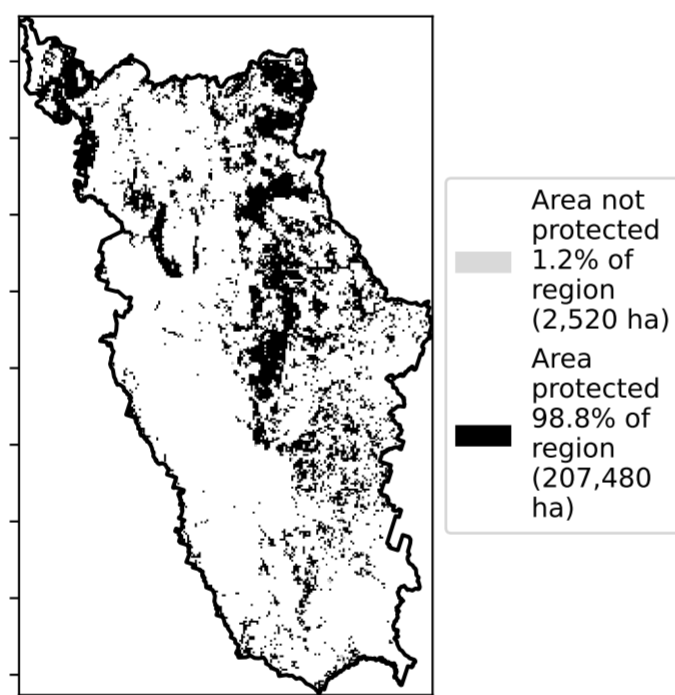 Area not
protected
1.2% of
region
(2,520 ha)
Area
protected
98.8% of
region
(207,480
ha)